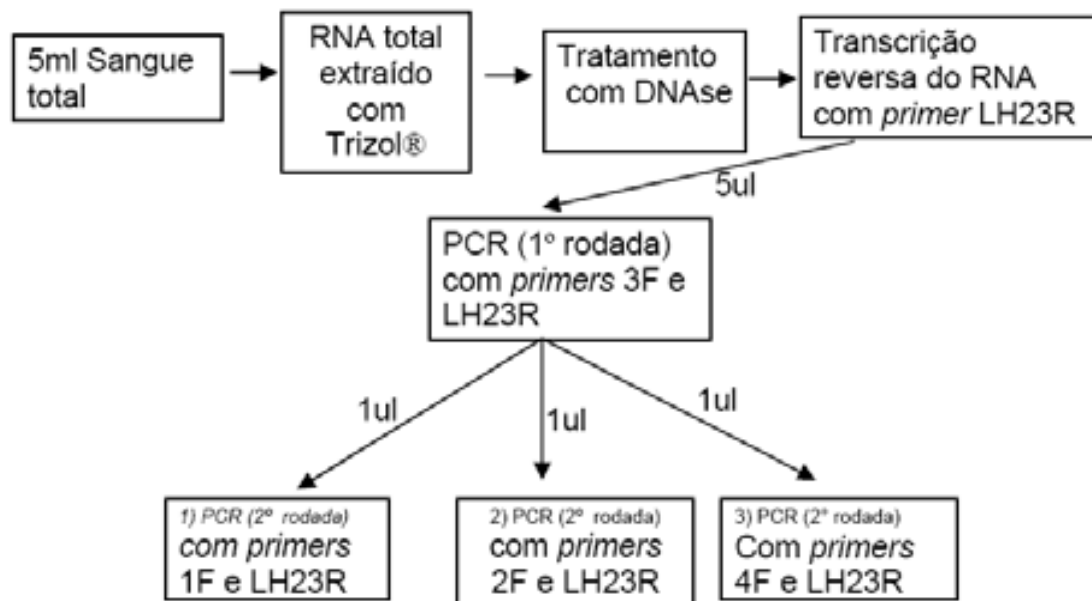 5ml Sangue
total
RNA total
extraído
com
Trizol®
Tratamento
com DNAse
Transcrição
reversa do RNA
com primer LH23R
5ul
PCR (1º rodada)
com primers 3F e
LH23R
1ul
1ul
1ul
1) PCR (2º rodada)
com primers
1F e LH23R
2) PCR (2º rodada)
com primers
2F e LH23R
3) PCR (2º rodada)
Com primers
4F e LH23R